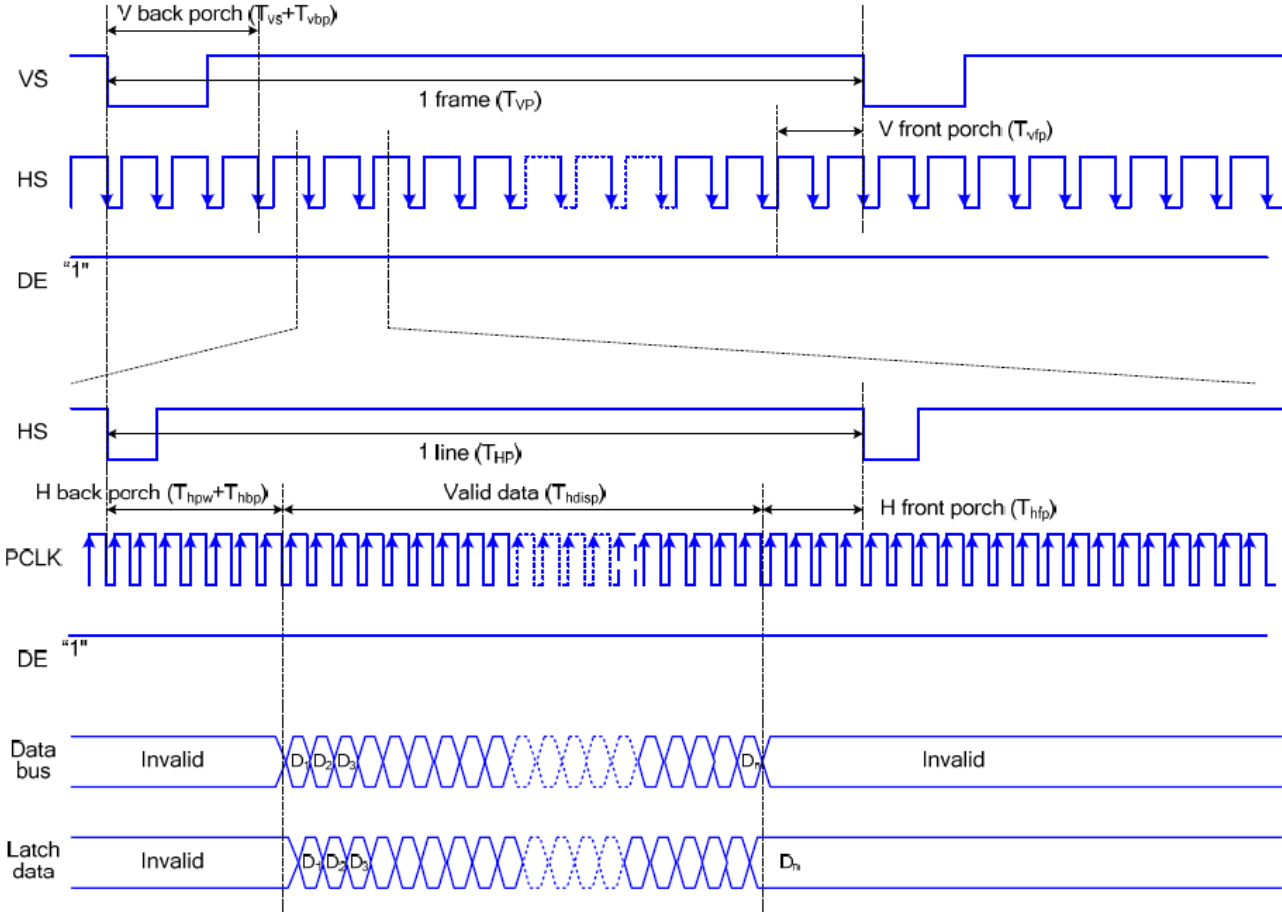 V back porch (Tvs+Tvbp)
VS
1 frame (TVP)
V front porch (Tvfp)
HS
DE "1"
HS
1 line (THP)
H back porch (Thpw+Thbp)
Valid data (Thdisp)
H front porch (Thfp)
PCLK
DE "1"
Data bus
Invalid
D1
D2
D3
Dn
Invalid
Latch data
Invalid
D1
D2
D3
Dn